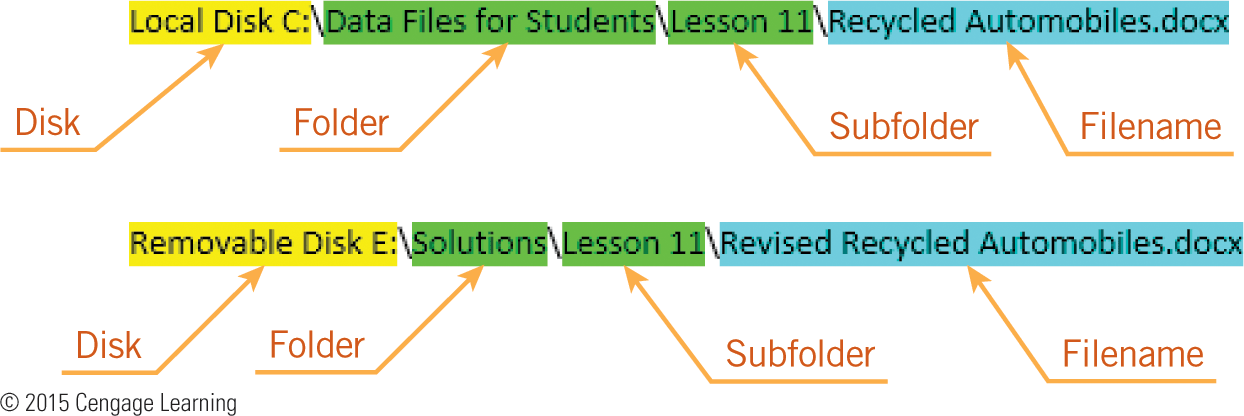 Local Disk C:\Data Files for Students\Lesson 11\Recycled Automobiles.docx
Disk Folder Subfolder Filename
Removable Disk E:\Solutions\Lesson 11\Revised Recycled Automobiles.docx
Disk Folder Subfolder Filename
© 2015 Cengage Learning